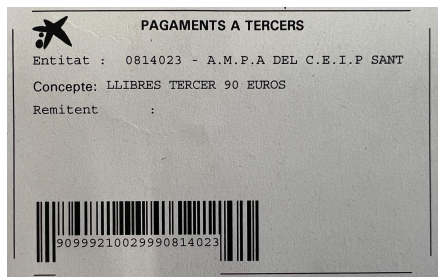 PAGAMENTS A TERCERS
Entitat : 0814023 - A.M.P.A DEL C.E.I.P SANT
Concepte: LLIBRES TERCER 90 EUROS
Remitent :
90999210029990814023